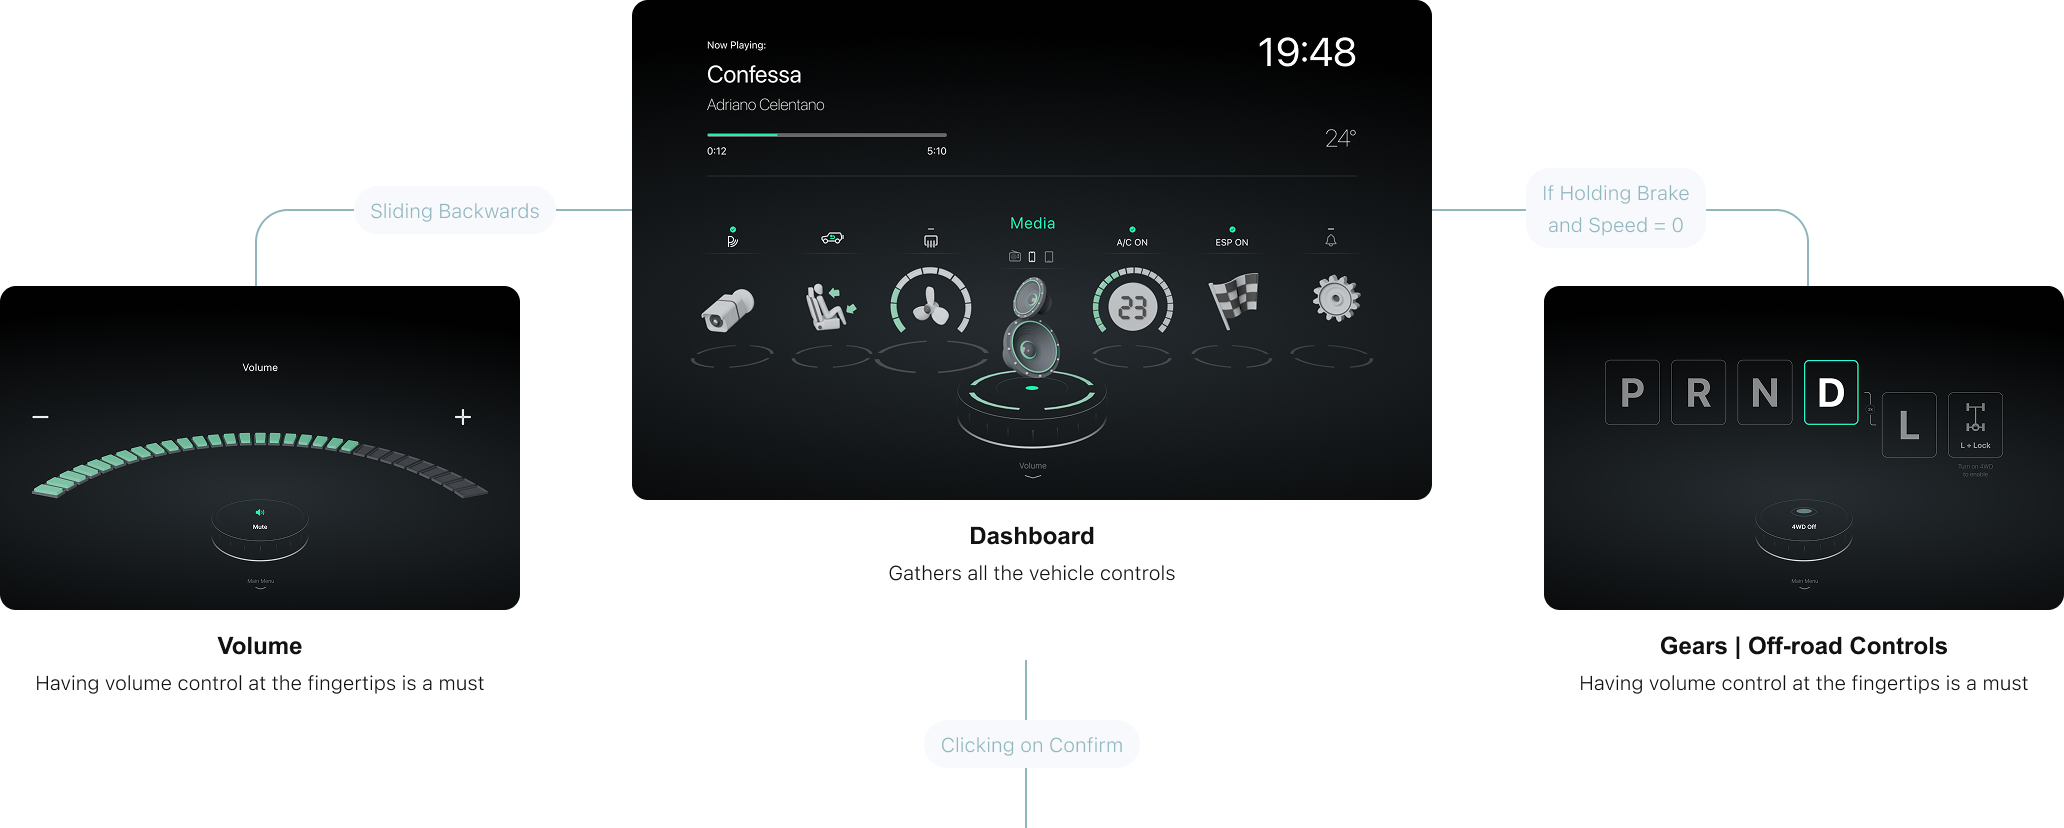 Now Playing:
Confessa
Adriano Celentano
0:12
5:10
19:48
24°
Sliding Backwards
If Holding Brake
and Speed = 0
Media
A/C ON
ESP ON
23
Volume
Volume
Mute
Main Menu
P
R
N
D
L
L + Lock
Turn on 4WD
to enable
4WD Off
Main Menu
Dashboard
Gathers all the vehicle controls
Volume
Having volume control at the fingertips is a must
Gears | Off-road Controls
Having volume control at the fingertips is a must
Clicking on Confirm